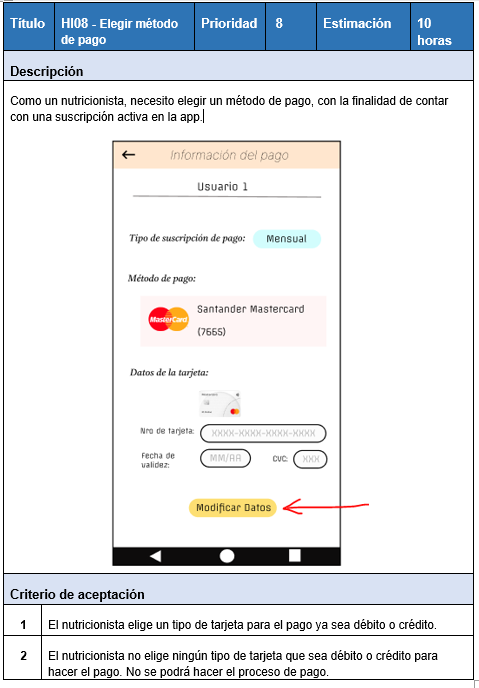 Título HI08 - Elegir método de pago Prioridad 8 Estimación 10 horas
Descripción
Como un nutricionista, necesito elegir un método de pago, con la finalidad de contar
con una suscripción activa en la app.
Información del pago
Usuario 1
Tipo de suscripción de pago: Mensual
Método de pago:
MasterCard
Santander Mastercard
(7665)
Datos de la tarjeta:
Nro de tarjeta: XXXX-XXXX-XXXX-XXXX
Fecha de validez: MM/AA CVC: XXX
Modificar Datos
Criterio de aceptación
1 El nutricionista elige un tipo de tarjeta para el pago ya sea débito o crédito.
2 El nutricionista no elige ningún tipo de tarjeta que sea débito o crédito para
hacer el pago. No se podrá hacer el proceso de pago.